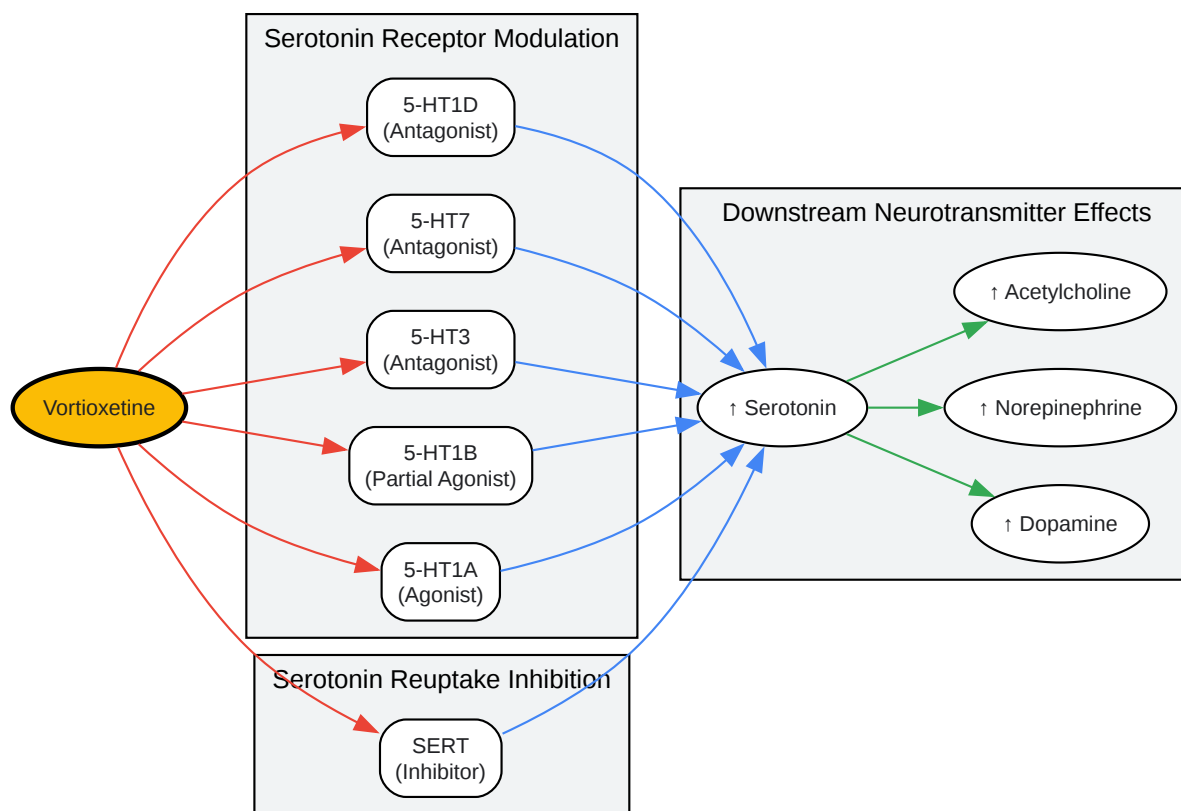 Serotonin Receptor Modulation
5-HT1D
(Antagonist)
5-HT7
(Antagonist)
5-HT3
(Antagonist)
5-HT1B
(Partial Agonist)
5-HT1A
(Agonist)
Vortioxetine
Serotonin Reuptake Inhibition
SERT
(Inhibitor)
Downstream Neurotransmitter Effects
↑ Serotonin
↑ Acetylcholine
↑ Norepinephrine
↑ Dopamine